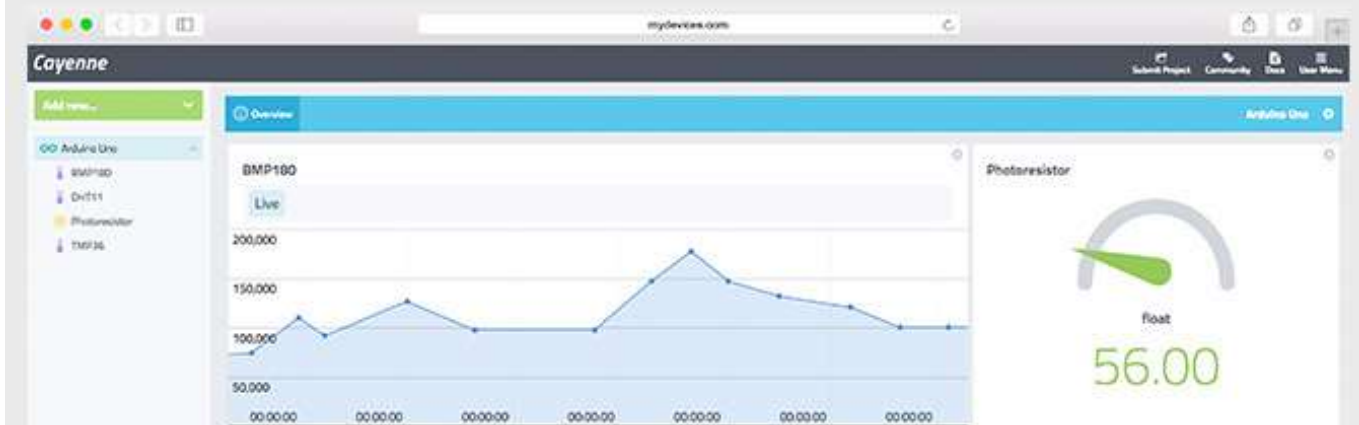 mydevices.com
Cayenne
Submit Project Community Docs User Menu
Add new...
Overview
Arduino Uno
Arduino Uno
BMP180
DHT11
Photoresistor
TMP36
BMP180
Live
200,000
150,000
100,000
50,000
00:00:00 00:00:00 00:00:00 00:00:00 00:00:00 00:00:00 00:00:00
Photoresistor
float
56.00